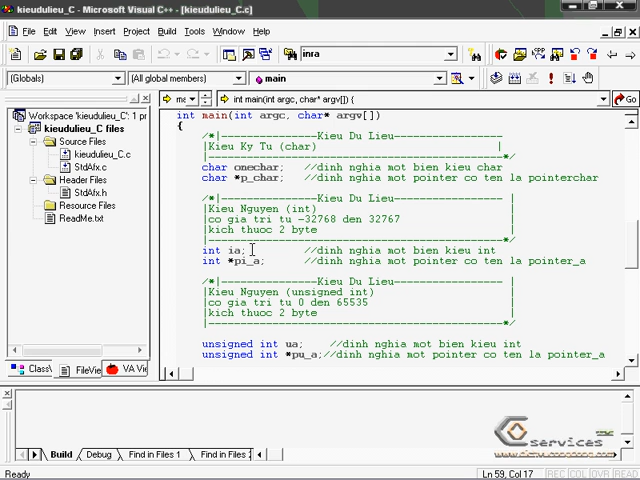 kieudulieu_C - Microsoft Visual C++ - [kieudulieu_C.c]
File Edit View Insert Project Build Tools Window Help
inra
(Globals) (All global members) main
int main(int argc, char* argv[]) Go
Workspace 'kieudulieu_C': 1 pr
kieudulieu_C files
Source Files
kieudulieu_C.c
StdAfx.c
Header Files
StdAfx.h
Resource Files
ReadMe.txt
ClassV FileView VA Vi
int main(int argc, char* argv[])
{
/*|---------------Kieu Du Lieu----------------
|Kieu Ky Tu (char) |
|--------------------------------------------*/
char onechar; //dinh nghia mot bien kieu char
char *p_char; //dinh nghia mot pointer co ten la pointerchar
/*|---------------Kieu Du Lieu---------------- |
|Kieu Nguyen (int) |
|co gia tri tu -32768 den 32767 |
|kich thuoc 2 byte |
|--------------------------------------------*/
int ia; //dinh nghia mot bien kieu int
int *pi_a; //dinh nghia mot pointer co ten la pointer_a
/*|---------------Kieu Du Lieu---------------- |
|Kieu Nguyen (unsigned int) |
|co gia tri tu 0 den 65535 |
|kich thuoc 2 byte |
|--------------------------------------------*/
unsigned int ua; //dinh nghia mot bien kieu int
unsigned int *pu_a;//dinh nghia mot pointer co ten la pointer_a
Build Debug Find in Files 1 Find in Files 2
services
Ready Ln 59, Col 17 REC COL OVR READ